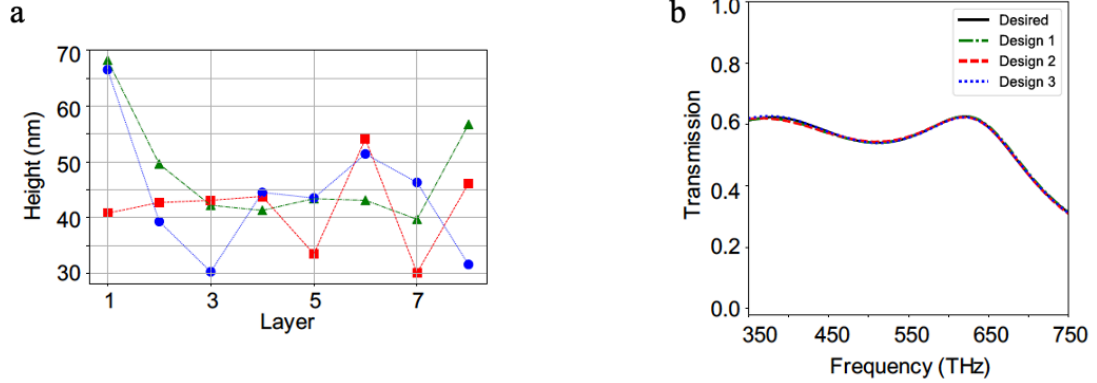 a
70
60
50
40
30
Height (nm)
1 3 5 7
Layer
b
1.0
0.8
0.6
0.4
0.2
0.0
Transmission
Desired
Design 1
Design 2
Design 3
350 450 550 650 750
Frequency (THz)